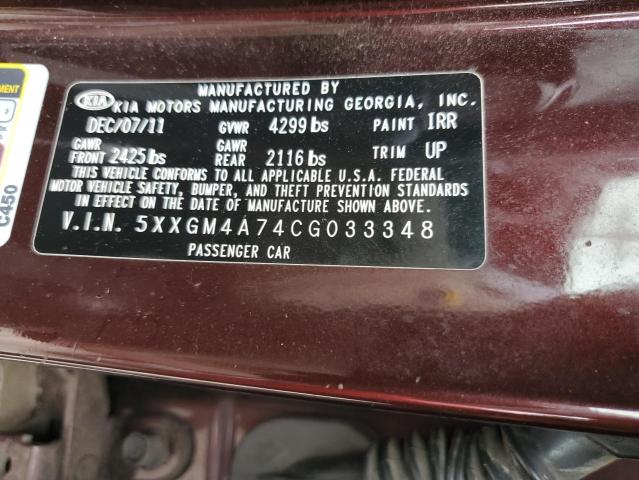 MANUFACTURED BY
KIA KIA MOTORS MANUFACTURING GEORGIA, INC.
DEC/07/11 GVWR 4299 lbs PAINT IRR
GAWR FRONT 2425 lbs GAWR REAR 2116 lbs TRIM UP
THIS VEHICLE CONFORMS TO ALL APPLICABLE U.S.A. FEDERAL
MOTOR VEHICLE SAFETY, BUMPER, AND THEFT PREVENTION STANDARDS
IN EFFECT ON THE DATE OF MANUFACTURE SHOWN ABOVE.
V.I.N. 5XXGM4A74CG033348
PASSENGER CAR
C450